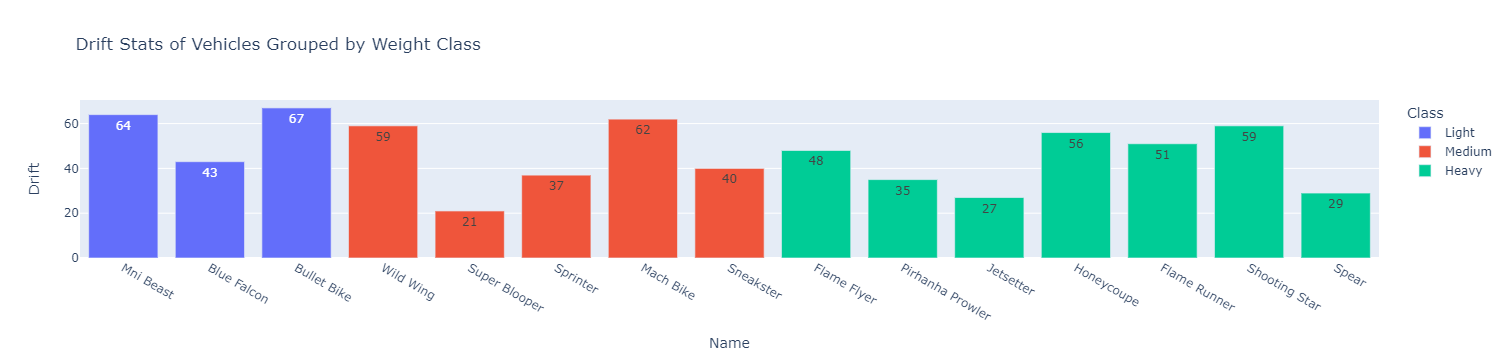 Drift Stats of Vehicles Grouped by Weight Class
Drift
60
40
20
0
64
43
67
59
21
37
62
40
48
35
27
56
51
59
29
Mni Beast
Blue Falcon
Bullet Bike
Wild Wing
Super Blooper
Sprinter
Mach Bike
Sneakster
Flame Flyer
Pirhanha Prowler
Jetsetter
Honeycoupe
Flame Runner
Shooting Star
Spear
Name
Class
Light
Medium
Heavy